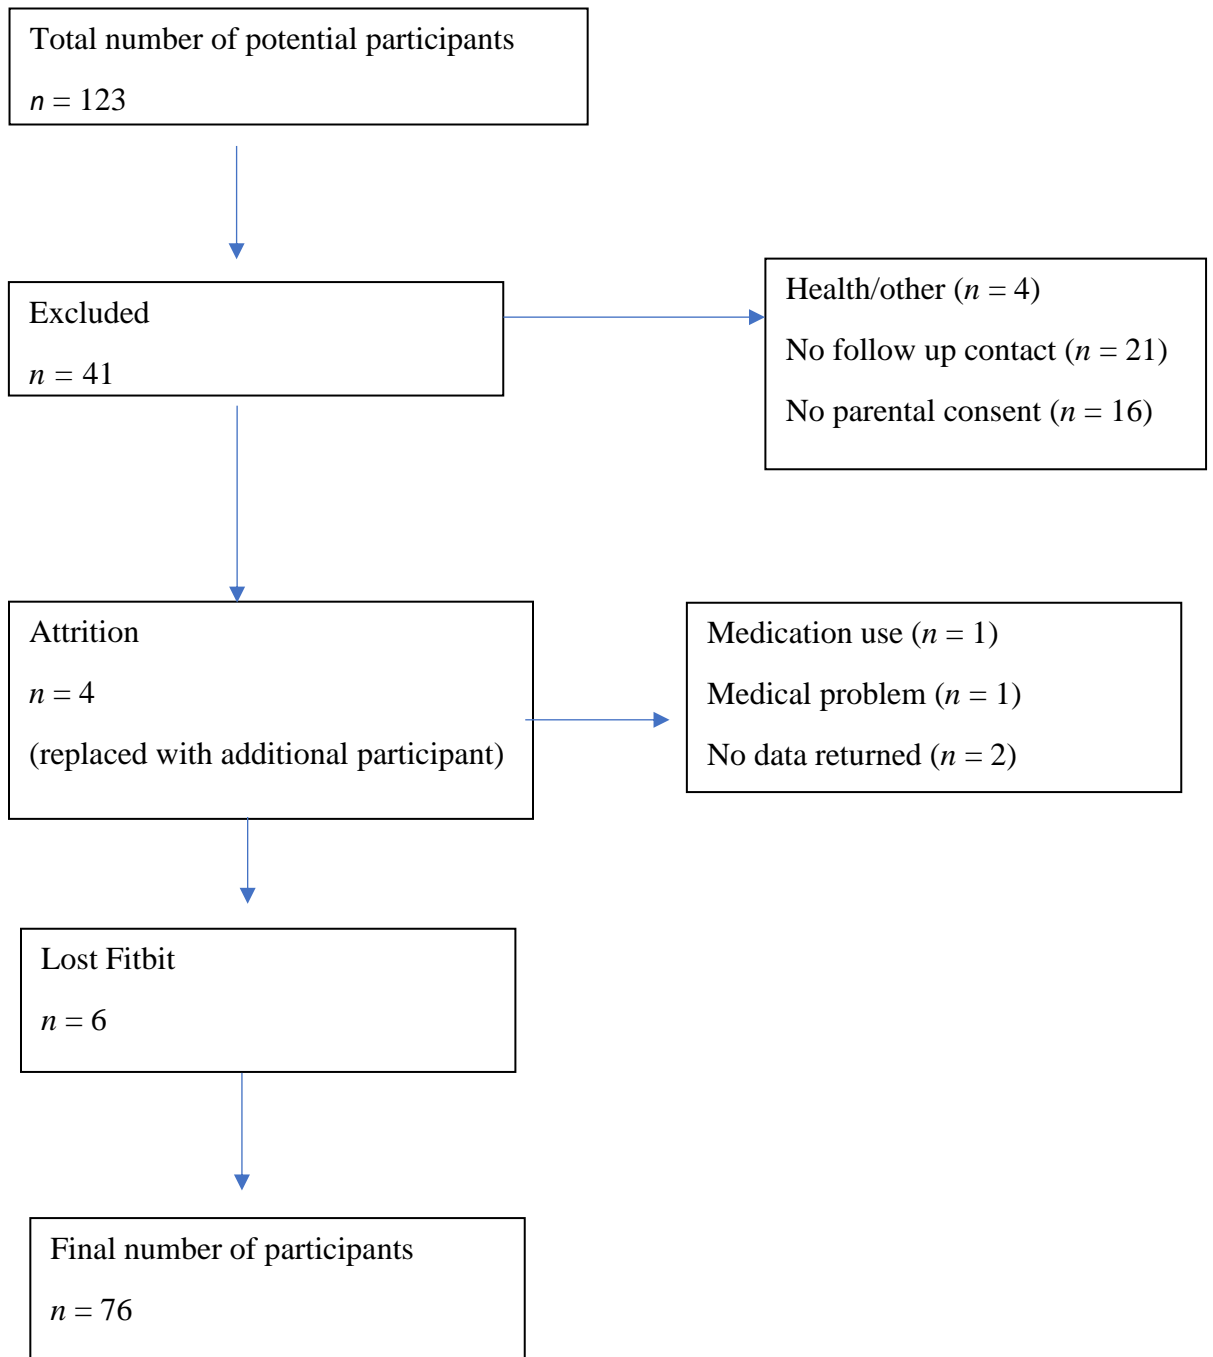 Total number of potential participants
n = 123
Excluded
n = 41
Health/other (n = 4)
No follow up contact (n = 21)
No parental consent (n = 16)
Attrition
n = 4
(replaced with additional participant)
Medication use (n = 1)
Medical problem (n = 1)
No data returned (n = 2)
Lost Fitbit
n = 6
Final number of participants
n = 76